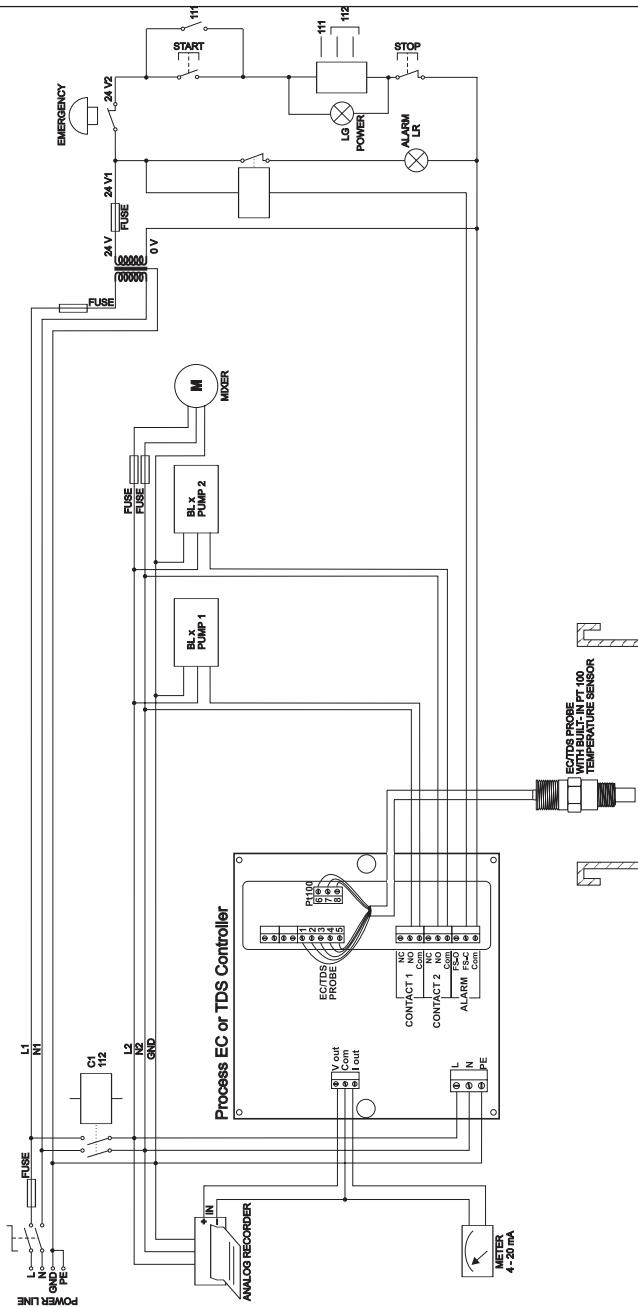 POWER LINE
L
N
GND
PE
FUSE
L1
N1
C1
112
L2
N2
GND
FUSE
24 V
0 V
FUSE
24 V1
EMERGENCY
24 V2
START
111
LG
POWER
111
112
STOP
ALARM
LR
FUSE
FUSE
M
MIXER
BL X
PUMP 2
BL X
PUMP 1
ANALOG RECORDER
+
IN
–
METER
4 - 20 mA
Process EC or TDS Controller
V out
Com
I out
L
N
PE
EC/TDS
PROBE
1
2
3
4
5
Pt100
6
7
8
CONTACT 1
NC
NO
Com
CONTACT 2
NC
NO
Com
ALARM
FS•O
FS•C
Com
EC/TDS PROBE
WITH BUILT- IN PT 100
TEMPERATURE SENSOR